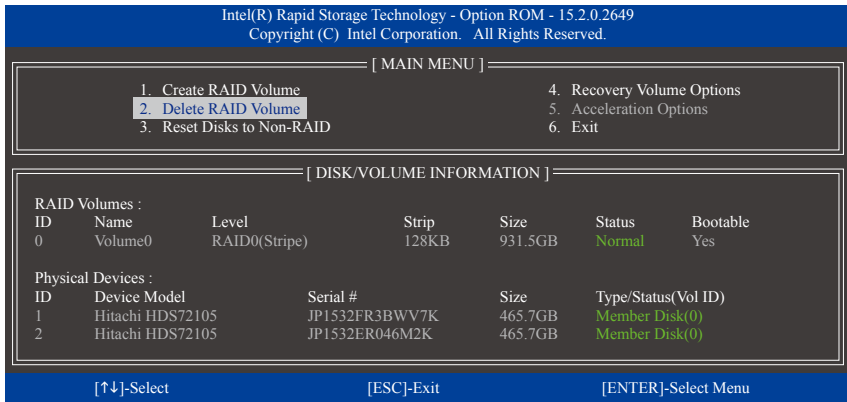 Intel(R) Rapid Storage Technology - Option ROM - 15.2.0.2649
Copyright (C) Intel Corporation. All Rights Reserved.
[ MAIN MENU ]
1. Create RAID Volume
2. Delete RAID Volume
3. Reset Disks to Non-RAID
4. Recovery Volume Options
5. Acceleration Options
6. Exit
[ DISK/VOLUME INFORMATION ]
RAID Volumes :
ID Name Level Strip Size Status Bootable
0 Volume0 RAID0(Stripe) 128KB 931.5GB Normal Yes
Physical Devices :
ID Device Model Serial # Size Type/Status(Vol ID)
1 Hitachi HDS72105 JP1532FR3BWV7K 465.7GB Member Disk(0)
2 Hitachi HDS72105 JP1532ER046M2K 465.7GB Member Disk(0)
[↑↓]-Select [ESC]-Exit [ENTER]-Select Menu